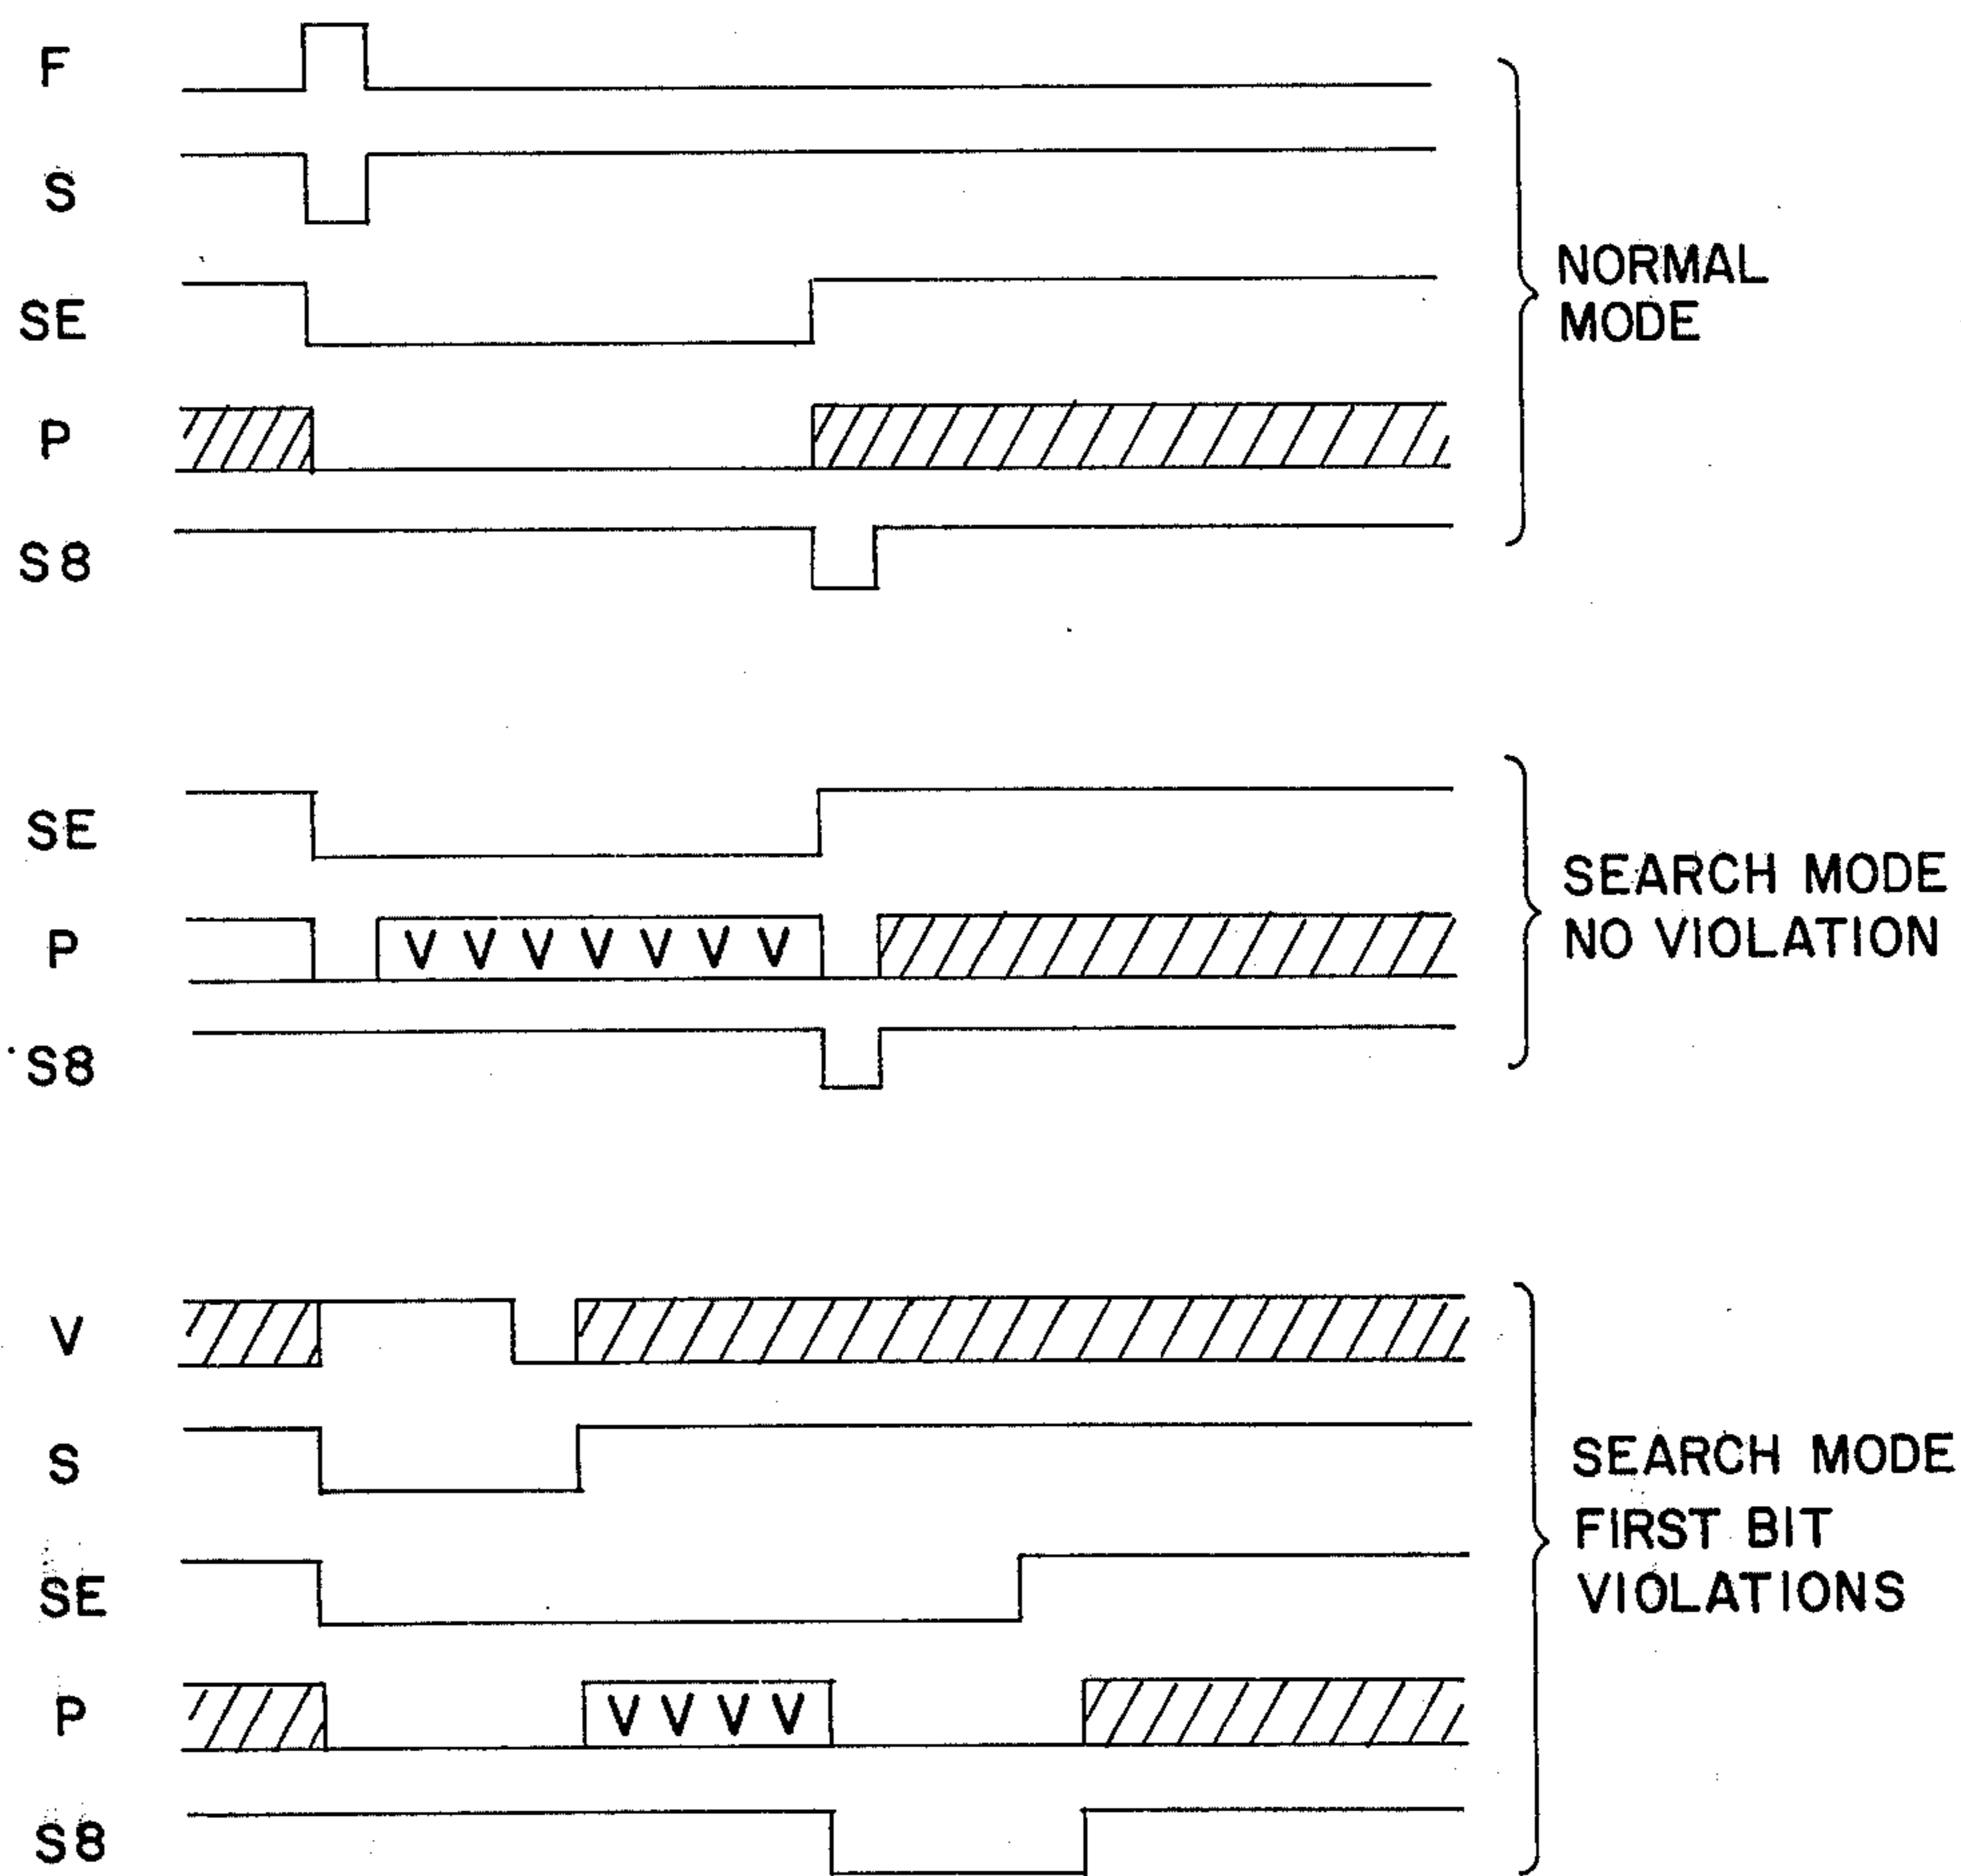 F
S
SE
P
S8
NORMAL
MODE
SE
P
V V V V V V V
S8
SEARCH MODE
NO VIOLATION
V
S
SE
P
V V V V
S8
SEARCH MODE
FIRST BIT
VIOLATIONS